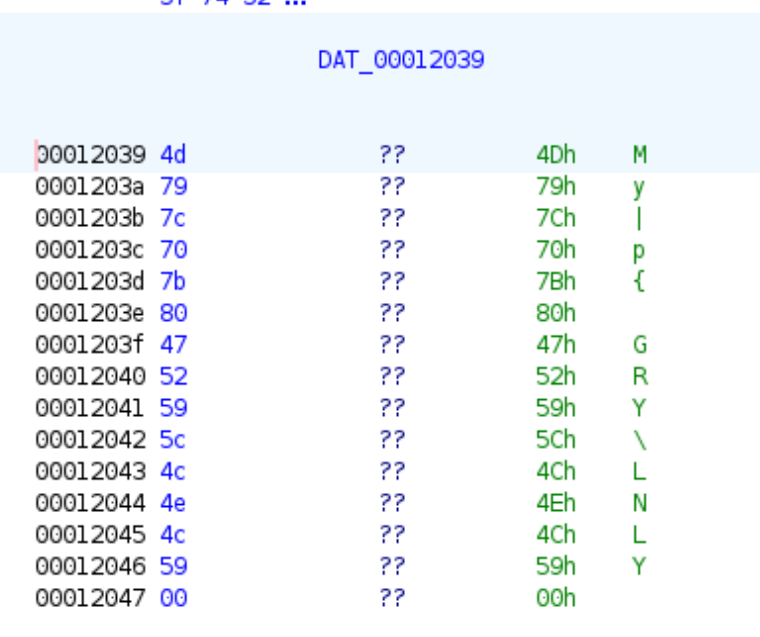 DAT_00012039
00012039 4d ?? 4Dh M
0001203a 79 ?? 79h y
0001203b 7c ?? 7Ch |
0001203c 70 ?? 70h p
0001203d 7b ?? 7Bh {
0001203e 80 ?? 80h
0001203f 47 ?? 47h G
00012040 52 ?? 52h R
00012041 59 ?? 59h Y
00012042 5c ?? 5Ch \
00012043 4c ?? 4Ch L
00012044 4e ?? 4Eh N
00012045 4c ?? 4Ch L
00012046 59 ?? 59h Y
00012047 00 ?? 00h